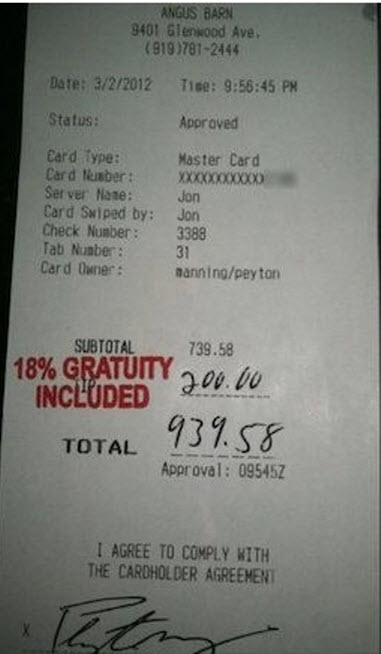 ANGUS BARN
9401 Glenwood Ave.
(919)781-2444
Date: 3/2/2012 Time: 9:56:45 PM
Status: Approved
Card Type: Master Card
Card Number: XXXXXXXXXXXX
Server Name: Jon
Card Swiped by: Jon
Check Number: 3388
Tab Number: 31
Card Owner: manning/peyton
SUBTOTAL 739.58
18% GRATUITY
TIP 200.00
INCLUDED
TOTAL 939.58
Approval: 09545Z
I AGREE TO COMPLY WITH
THE CARDHOLDER AGREEMENT
X